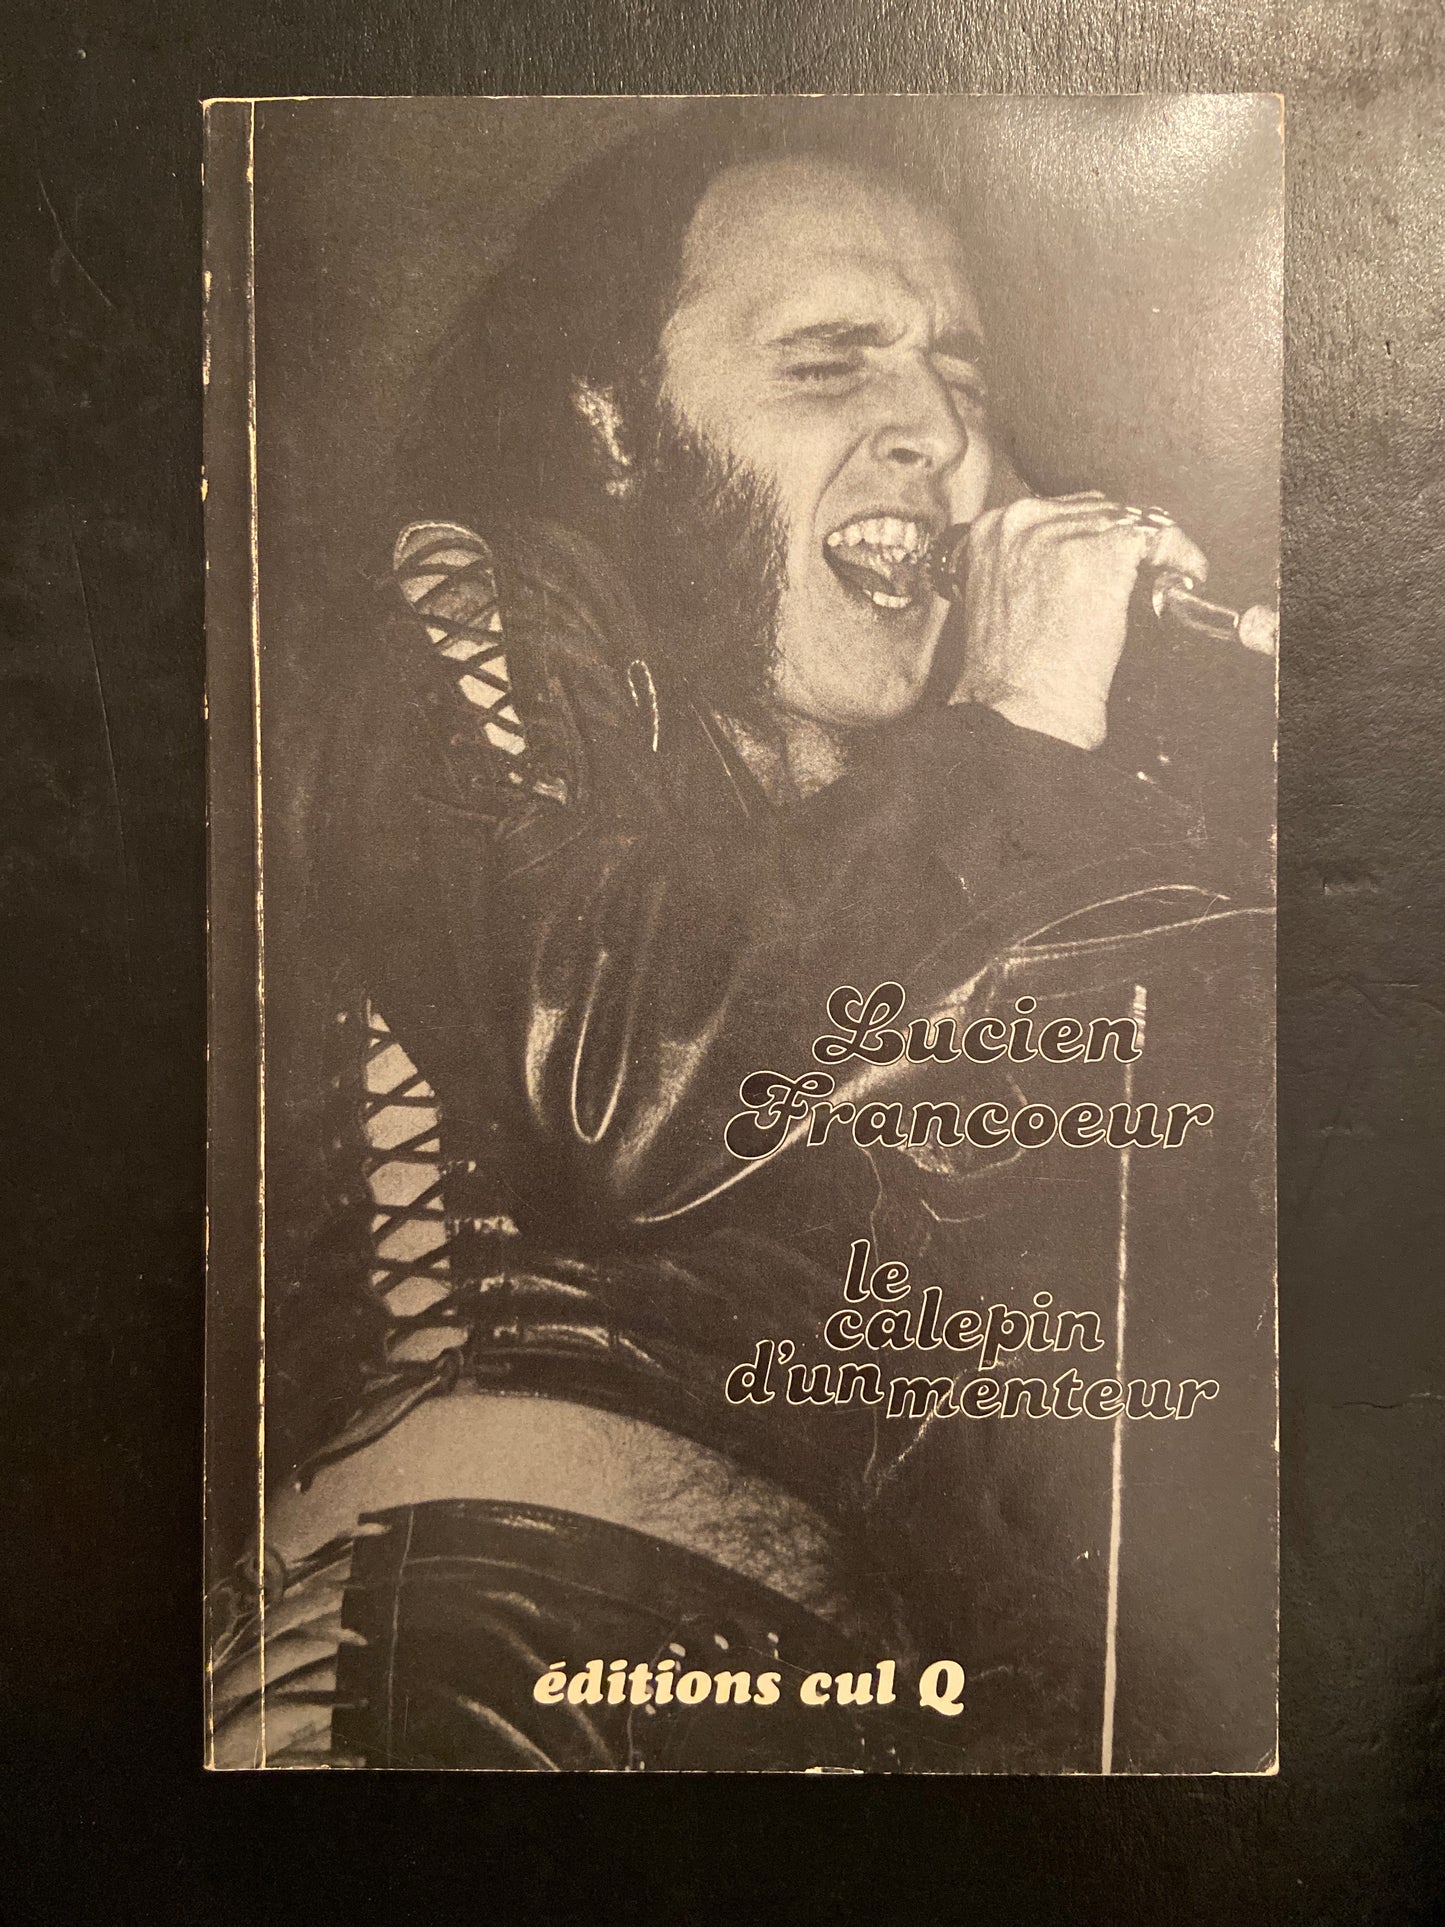 Lucien
Francoeur
le
calepin
d'un menteur
éditions cul Q